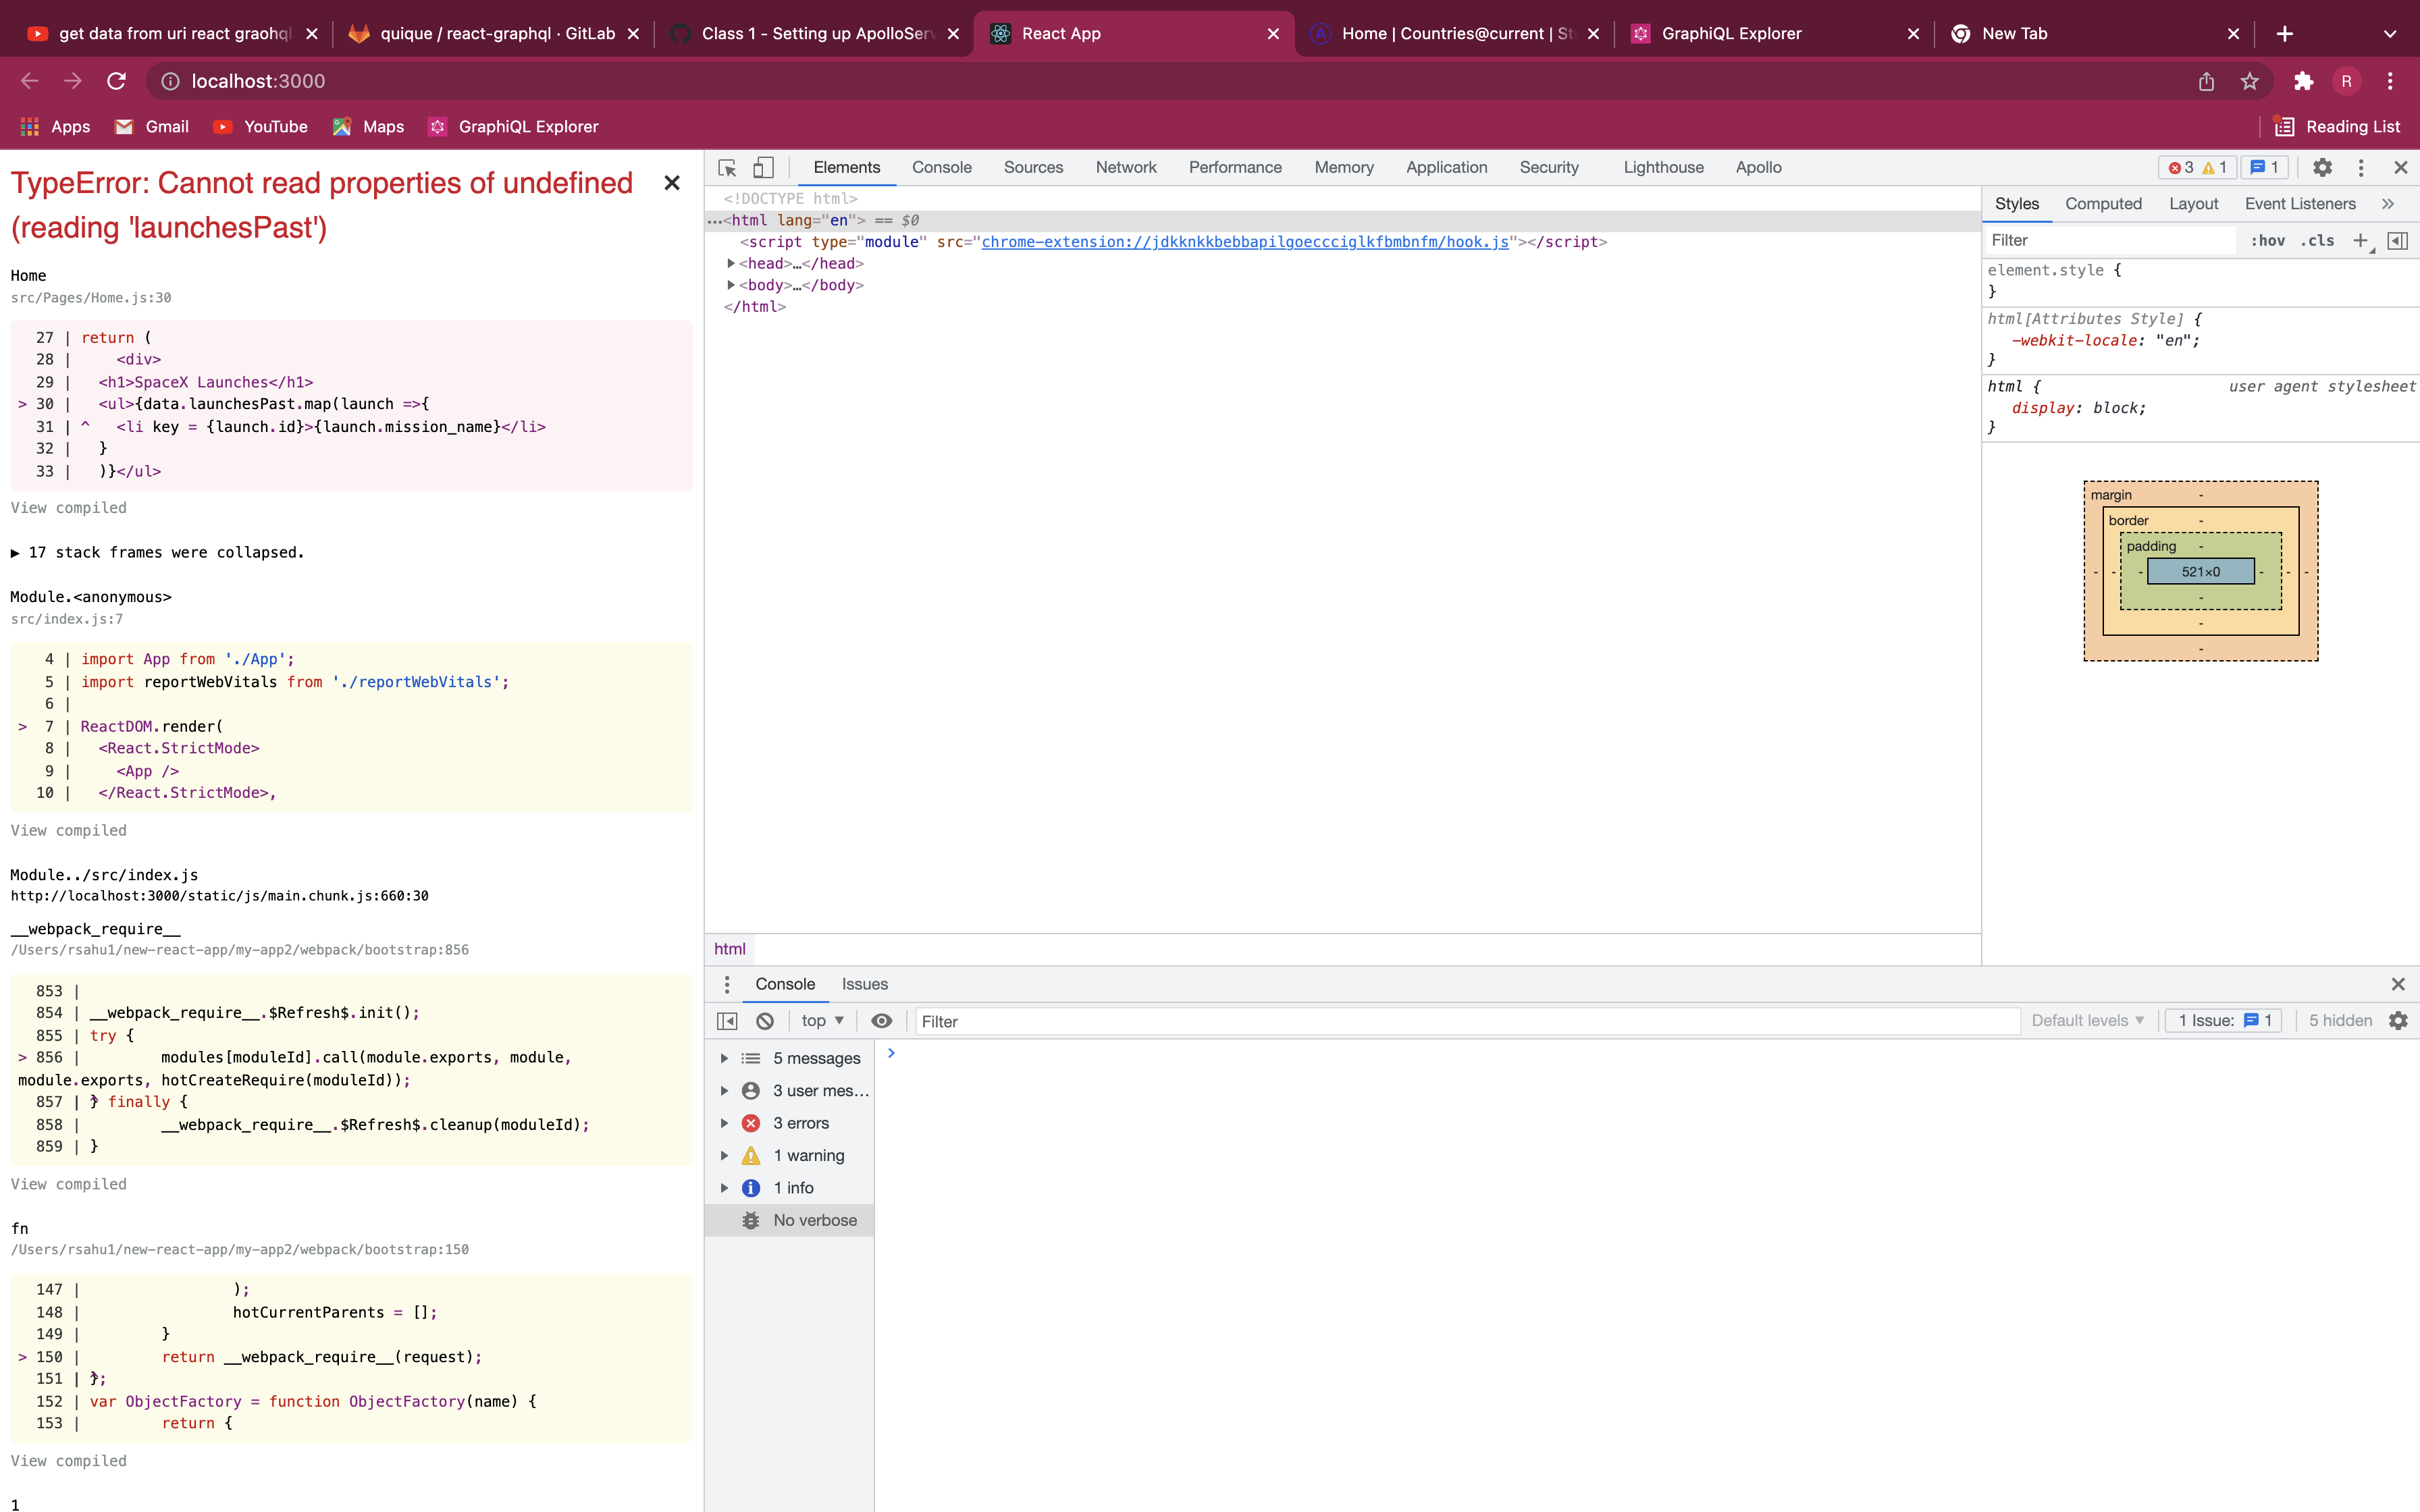 get data from uri react graohql
quique / react-graphql · GitLab
Class 1 - Setting up ApolloServ
React App
Home | Countries@current | St
GraphiQL Explorer
New Tab
localhost:3000
R
Apps
Gmail
YouTube
Maps
GraphiQL Explorer
Reading List
TypeError: Cannot read properties of undefined
(reading 'launchesPast')
Home
src/Pages/Home.js:30
27 | return (
28 |     <div>
29 |   <h1>SpaceX Launches</h1>
> 30 |   <ul>{data.launchesPast.map(launch =>{
31 | ^   <li key = {launch.id}>{launch.mission_name}</li>
32 |   }
33 |   )}</ul>
View compiled
▶ 17 stack frames were collapsed.
Module.<anonymous>
src/index.js:7
4 | import App from './App';
5 | import reportWebVitals from './reportWebVitals';
6 |
> 7 | ReactDOM.render(
8 |   <React.StrictMode>
9 |     <App />
10 |   </React.StrictMode>,
View compiled
Module../src/index.js
http://localhost:3000/static/js/main.chunk.js:660:30
__webpack_require__
/Users/rsahu1/new-react-app/my-app2/webpack/bootstrap:856
853 |
854 | __webpack_require__.$Refresh$.init();
855 | try {
> 856 |         modules[moduleId].call(module.exports, module,
module.exports, hotCreateRequire(moduleId));
857 | } finally {
858 |         __webpack_require__.$Refresh$.cleanup(moduleId);
859 | }
View compiled
fn
/Users/rsahu1/new-react-app/my-app2/webpack/bootstrap:150
147 |                 );
148 |                 hotCurrentParents = [];
149 |         }
> 150 |         return __webpack_require__(request);
151 | };
152 | var ObjectFactory = function ObjectFactory(name) {
153 |         return {
View compiled
1
Elements
Console
Sources
Network
Performance
Memory
Application
Security
Lighthouse
Apollo
3
1
1
<!DOCTYPE html>
…<html lang="en"> == $0
<script type="module" src="chrome-extension://jdkknkkbebbapilgoeccciglkfbmbnfm/hook.js"></script>
▶<head>…</head>
▶<body>…</body>
</html>
html
Styles
Computed
Layout
Event Listeners
»
Filter
:hov
.cls
element.style {
}
html[Attributes Style] {
-webkit-locale: "en";
}
html {
user agent stylesheet
display: block;
}
margin -
border -
padding -
- - - 521×0 - - -
-
-
-
Console
Issues
top ▼
Filter
Default levels ▼
1 Issue: 1
5 hidden
5 messages
3 user mes…
3 errors
1 warning
1 info
No verbose
>